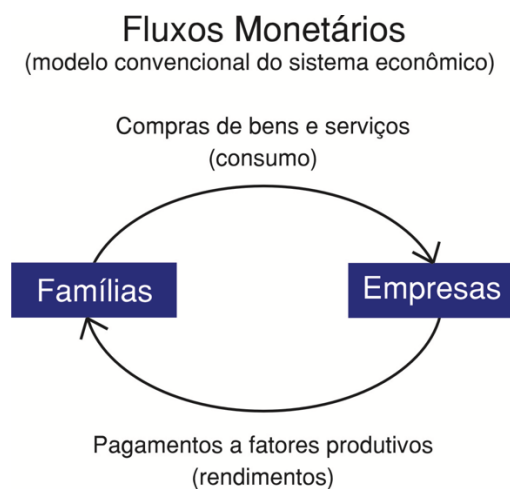 Fluxos Monetários
(modelo convencional do sistema econômico)
Compras de bens e serviços
(consumo)
Famílias
Empresas
Pagamentos a fatores produtivos
(rendimentos)